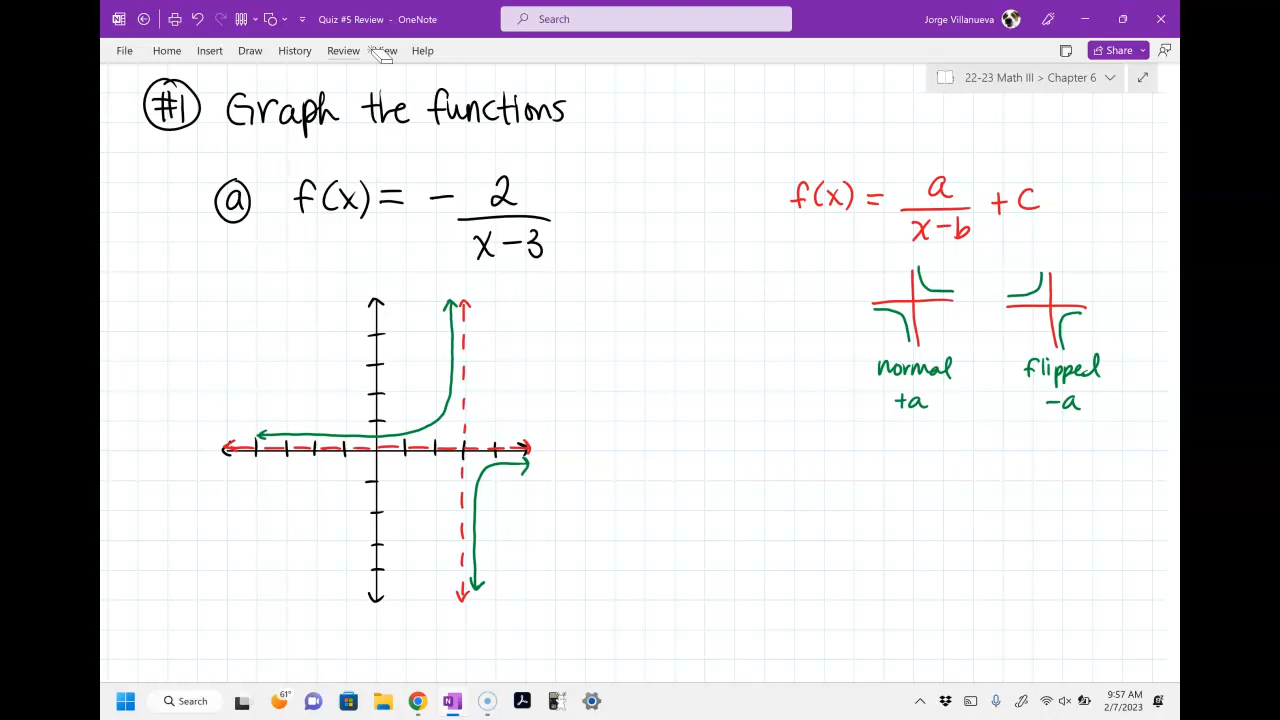 Quiz #5 Review - OneNote
Search
Jorge Villanueva
File Home Insert Draw History Review View Help
Share
22-23 Math III > Chapter 6
#1 Graph the functions
a f(x) = - 2
x - 3
f(x) = a + c
x - b
normal flipped
+a -a
Search
61°
9:57 AM
2/7/2023